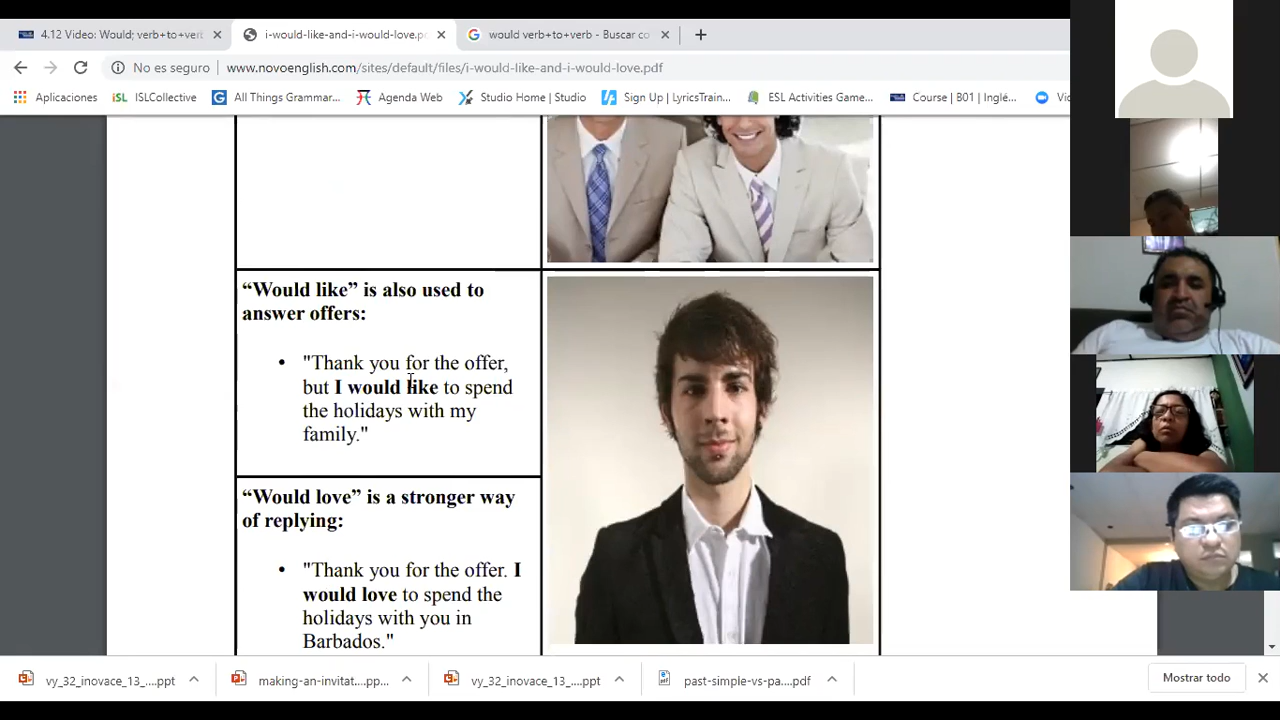 4.12 Video: Would; verb+to+verb
i-would-like-and-i-would-love.pd
would verb+to+verb - Buscar co
No es seguro
www.novoenglish.com/sites/default/files/i-would-like-and-i-would-love.pdf
Aplicaciones
iSL ISLCollective
All Things Grammar...
Agenda Web
Studio Home | Studio
Sign Up | LyricsTrain...
ESL Activities Game...
Course | B01 | Inglé...
“Would like” is also used to
answer offers:
• "Thank you for the offer,
but I would like to spend
the holidays with my
family."
“Would love” is a stronger way
of replying:
• "Thank you for the offer. I
would love to spend the
holidays with you in
Barbados."
vy_32_inovace_13_....ppt
making-an-invitat....pp...
vy_32_inovace_13_....ppt
past-simple-vs-pa....pdf
Mostrar todo